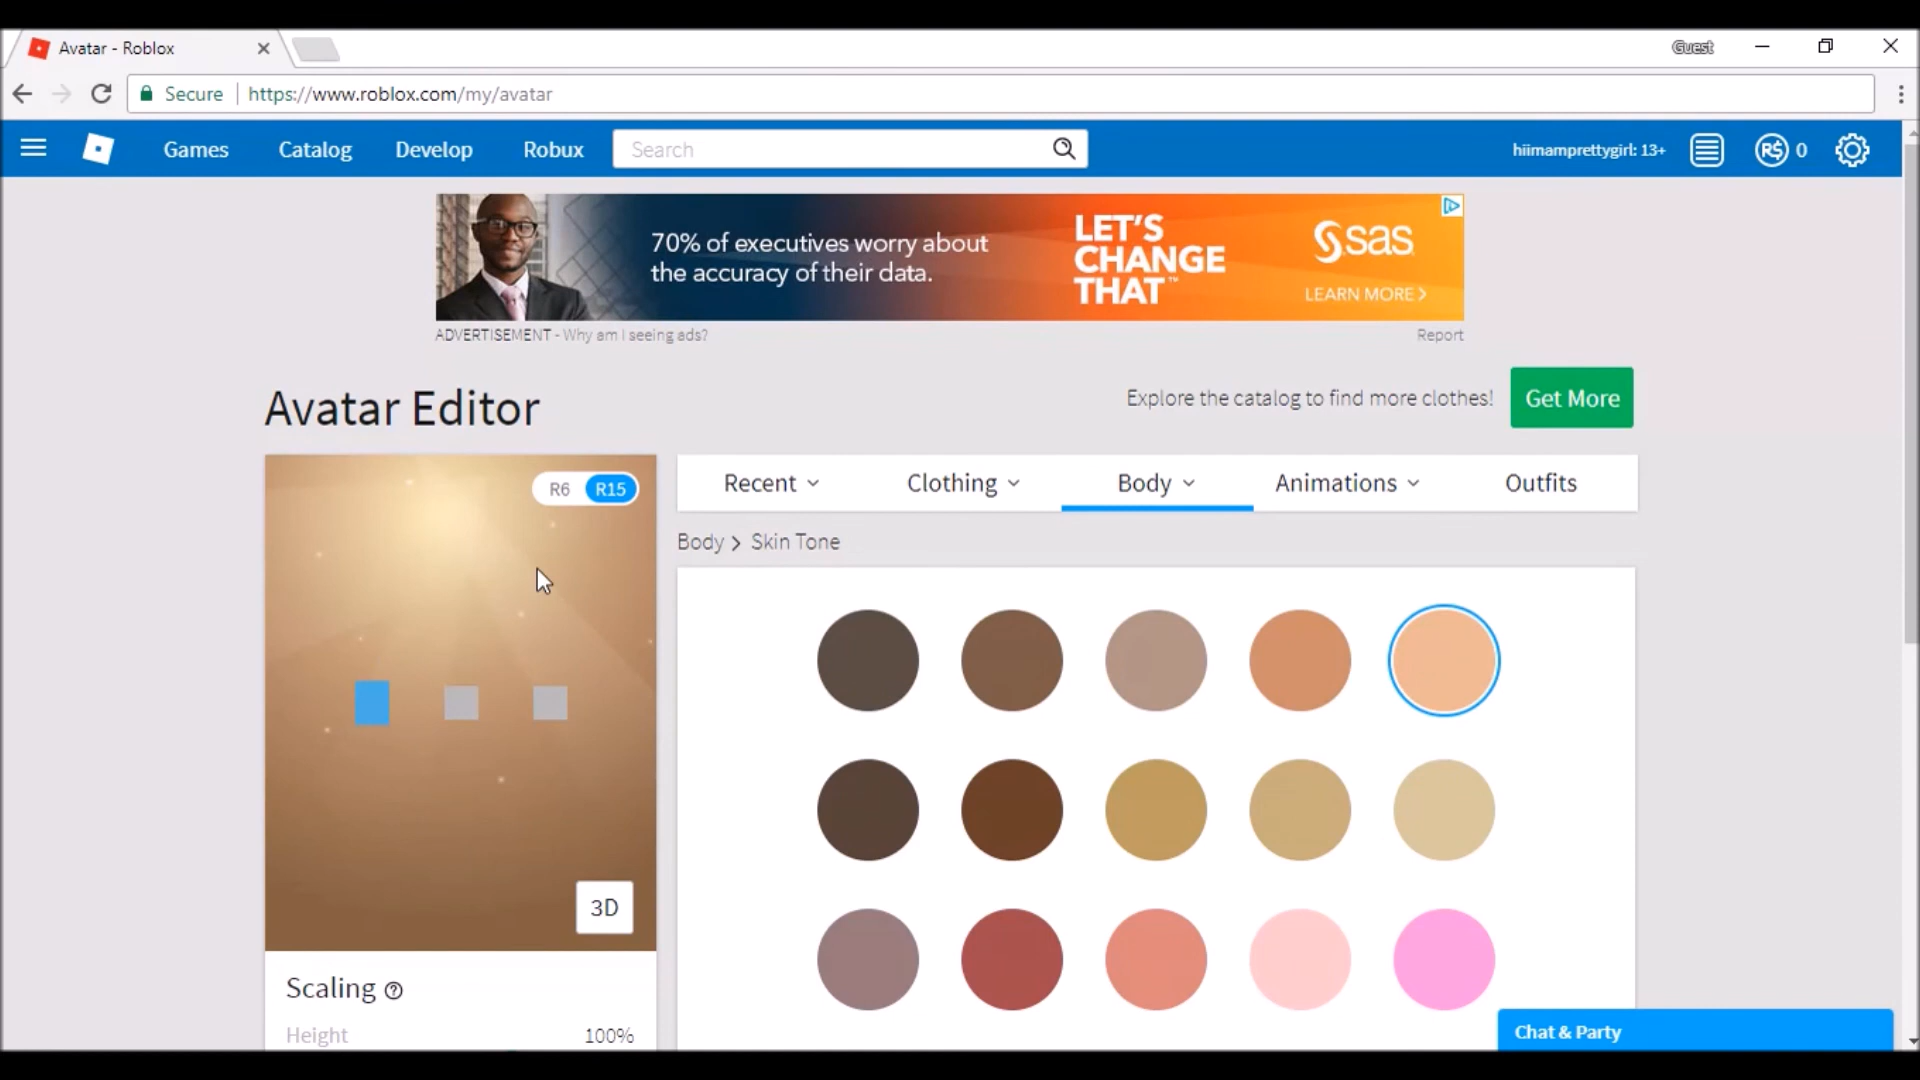 Avatar - Roblox
Guest
Secure
https://www.roblox.com/my/avatar
Games
Catalog
Develop
Robux
Search
hiimamprettygirl: 13+
R$ 0
70% of executives worry about
the accuracy of their data.
LET'S
CHANGE
THAT™
sas
LEARN MORE >
ADVERTISEMENT - Why am I seeing ads?
Report
Avatar Editor
Explore the catalog to find more clothes!
Get More
R6
R15
Recent
Clothing
Body
Animations
Outfits
Body > Skin Tone
3D
Scaling ?
Height
100%
Chat & Party